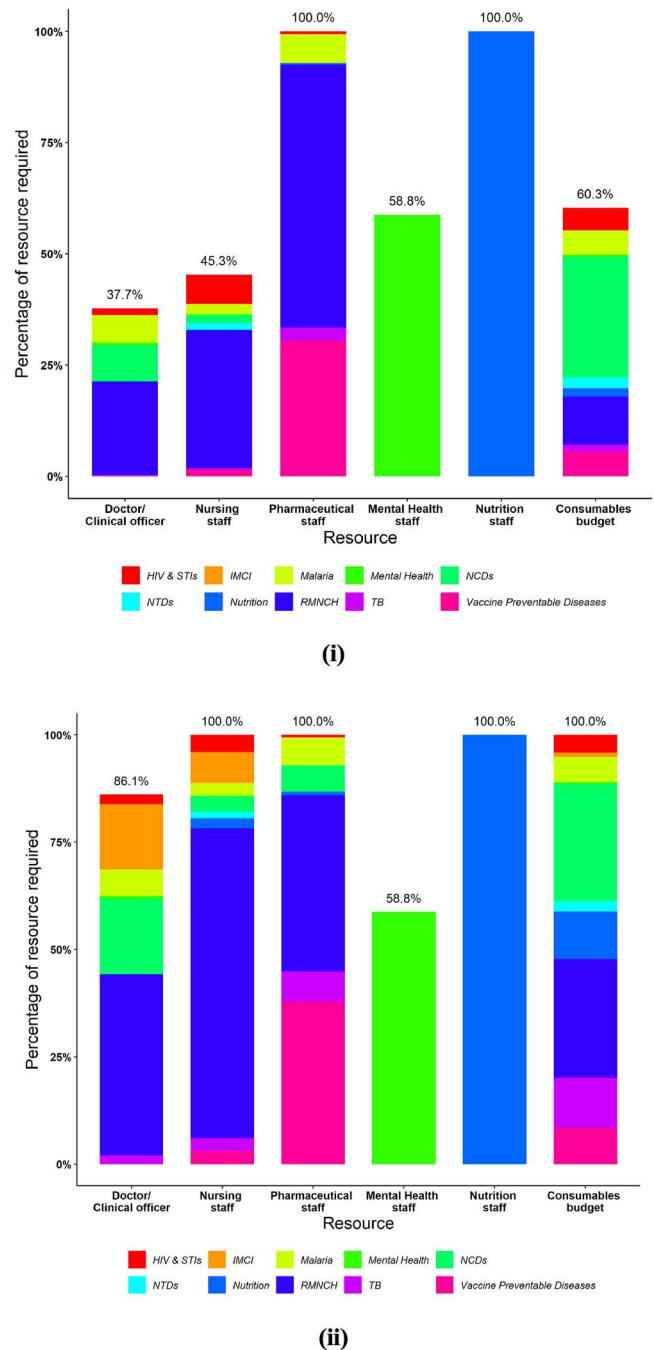 100.0% 100.0%
100%
Percentage of resource required
75%
60.3%
58.8%
50%
45.3%
37.7%
25%
0%
Doctor/ Nursing Pharmaceutical Mental Health Nutrition Consumables
Clinical officer staff staff staff staff budget
Resource
HIV & STIs IMCI Malaria Mental Health NCDs
NTDs Nutrition RMNCH TB Vaccine Preventable Diseases
(i)
100.0% 100.0% 100.0% 100.0%
100%
Percentage of resource required
86.1%
75%
58.8%
50%
25%
0%
Doctor/ Nursing Pharmaceutical Mental Health Nutrition Consumables
Clinical officer staff staff staff staff budget
Resource
HIV & STIs IMCI Malaria Mental Health NCDs
NTDs Nutrition RMNCH TB Vaccine Preventable Diseases
(ii)